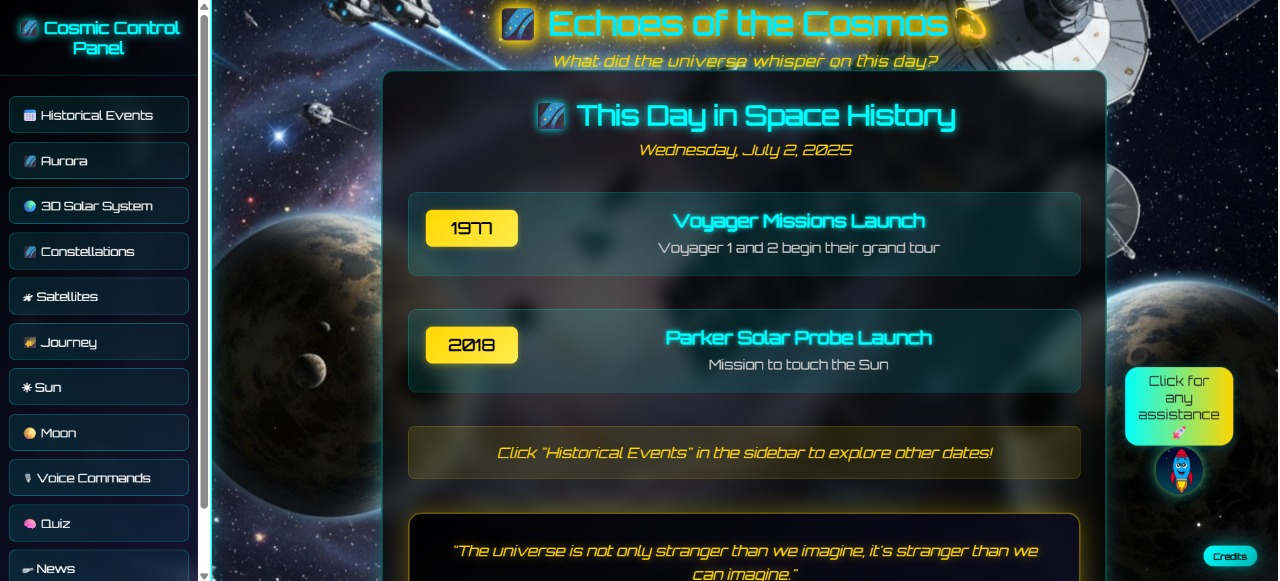 Cosmic Control
Panel
Historical Events
Aurora
3D Solar System
Constellations
Satellites
Journey
Sun
Moon
Voice Commands
Quiz
News
Echoes of the Cosmos
What did the universe whisper on this day?
This Day in Space History
Wednesday, July 2, 2025
1977
Voyager Missions Launch
Voyager 1 and 2 begin their grand tour
2018
Parker Solar Probe Launch
Mission to touch the Sun
Click "Historical Events" in the sidebar to explore other dates!
"The universe is not only stranger than we imagine, it's stranger than we
can imagine."
Click for
any
assistance
Credits